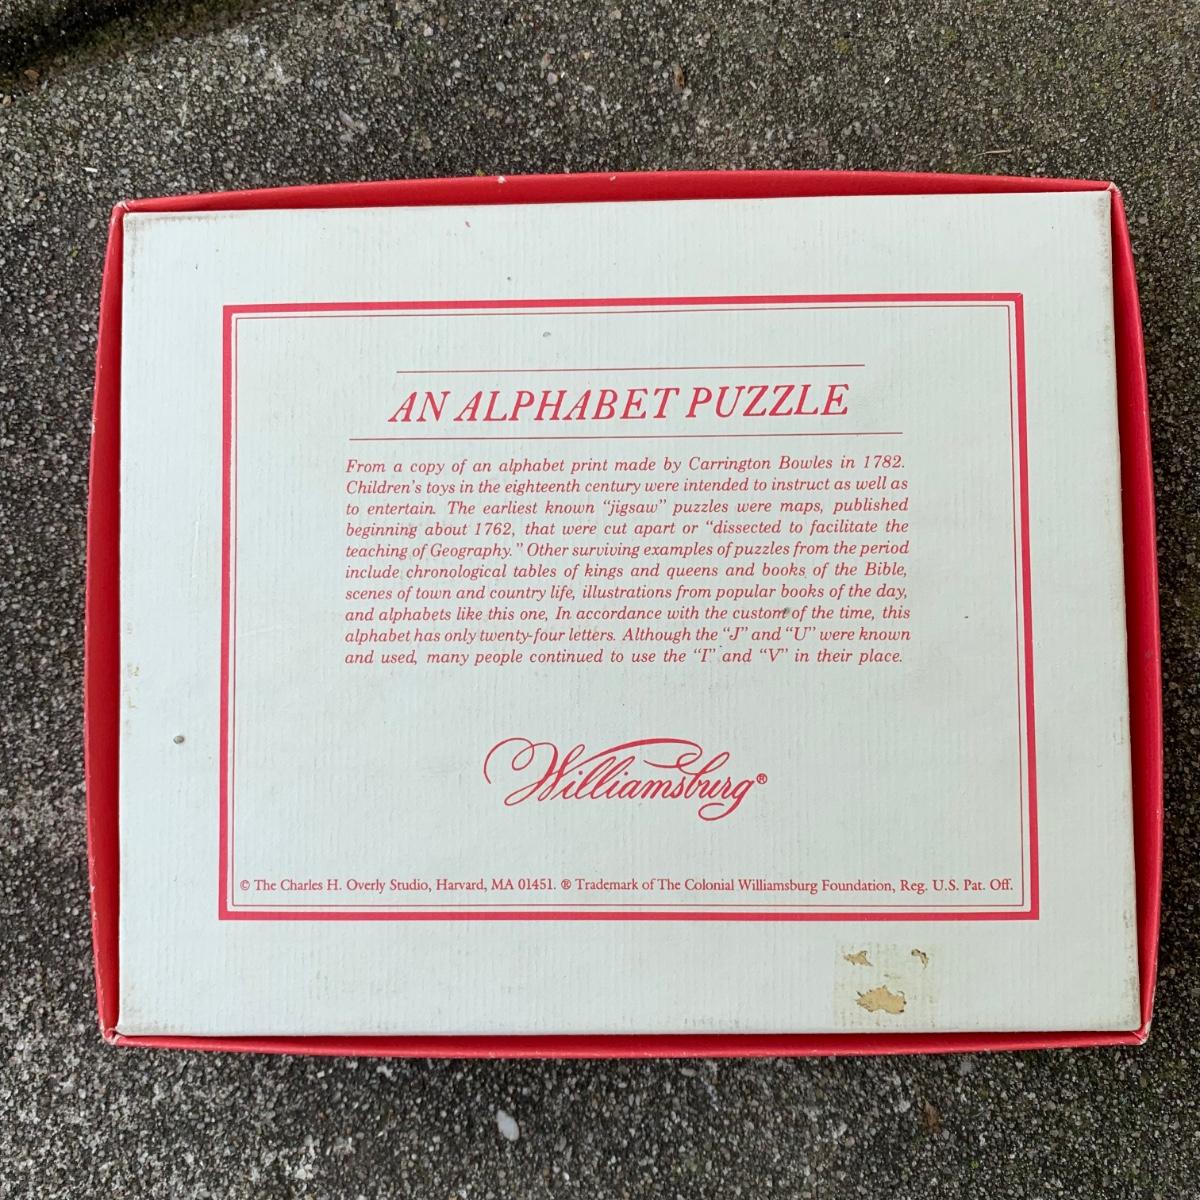 AN ALPHABET PUZZLE
From a copy of an alphabet print made by Carrington Bowles in 1782.
Children's toys in the eighteenth century were intended to instruct as well as
to entertain. The earliest known "jigsaw" puzzles were maps, published
beginning about 1762, that were cut apart or "dissected to facilitate the
teaching of Geography." Other surviving examples of puzzles from the period
include chronological tables of kings and queens and books of the Bible,
scenes of town and country life, illustrations from popular books of the day,
and alphabets like this one, In accordance with the custom of the time, this
alphabet has only twenty-four letters. Although the "J" and "U" were known
and used, many people continued to use the "I" and "V" in their place.
Williamsburg®
© The Charles H. Overly Studio, Harvard, MA 01451. ® Trademark of The Colonial Williamsburg Foundation, Reg. U.S. Pat. Off.